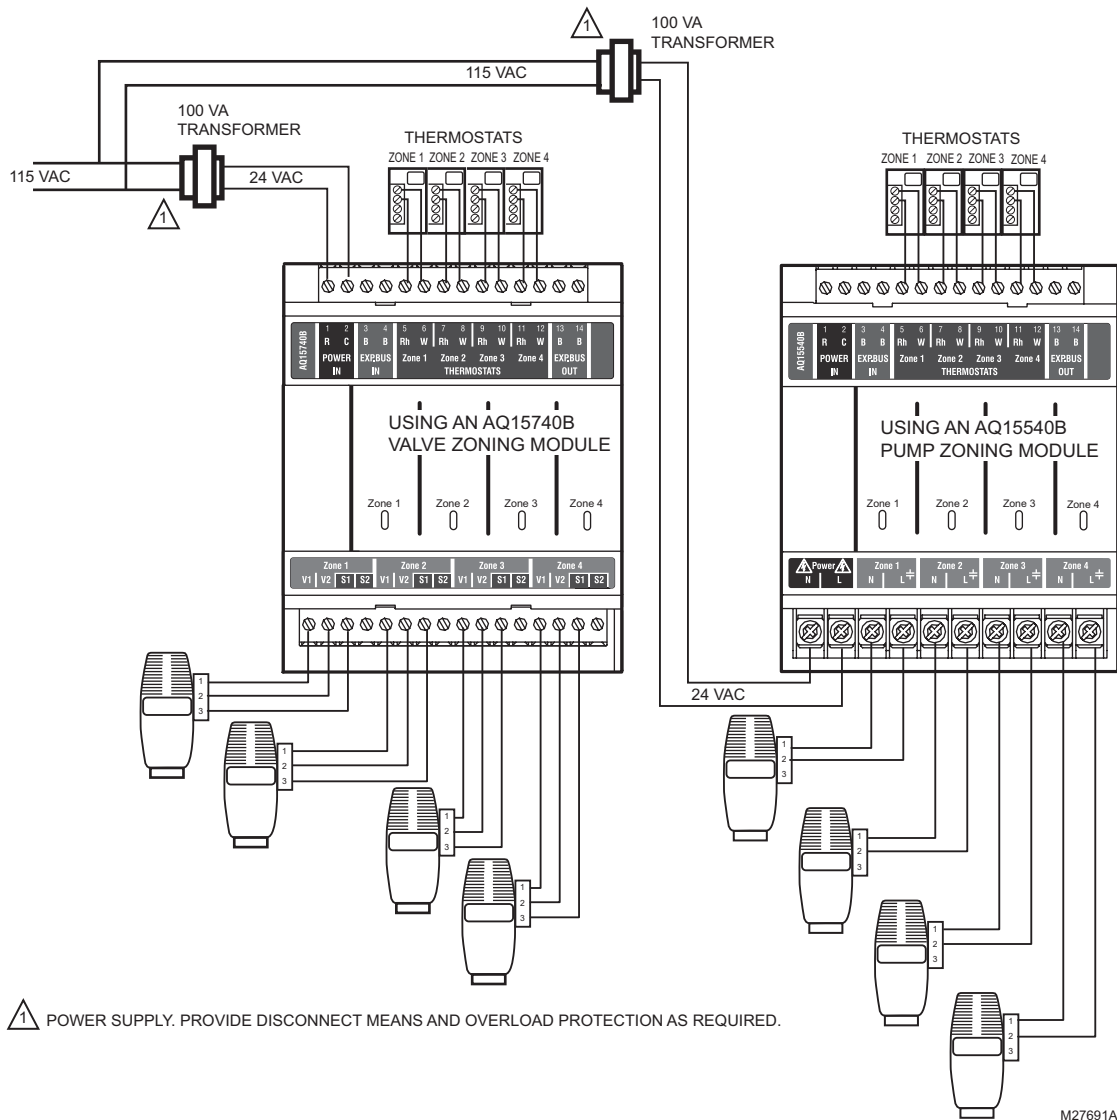 1
100 VA
TRANSFORMER
115 VAC
100 VA
TRANSFORMER
115 VAC
24 VAC
1
THERMOSTATS
ZONE 1 ZONE 2 ZONE 3 ZONE 4
THERMOSTATS
ZONE 1 ZONE 2 ZONE 3 ZONE 4
AQ15740B
1 2 3 4 5 6 7 8 9 10 11 12 13 14
R C B B Rh W Rh W Rh W Rh W B B
POWER EXP.BUS Zone 1 Zone 2 Zone 3 Zone 4 EXP.BUS
IN IN THERMOSTATS OUT
USING AN AQ15740B
VALVE ZONING MODULE
Zone 1 Zone 2 Zone 3 Zone 4
Zone 1 Zone 2 Zone 3 Zone 4
V1 V2 S1 S2 V1 V2 S1 S2 V1 V2 S1 S2 V1 V2 S1 S2
1
2
3
1
2
3
1
2
3
1
2
3
AQ15540B
1 2 3 4 5 6 7 8 9 10 11 12 13 14
R C B B Rh W Rh W Rh W Rh W B B
POWER EXP.BUS Zone 1 Zone 2 Zone 3 Zone 4 EXP.BUS
IN IN THERMOSTATS OUT
USING AN AQ15540B
PUMP ZONING MODULE
Zone 1 Zone 2 Zone 3 Zone 4
Power Zone 1 Zone 2 Zone 3 Zone 4
N L N L N L N L N L
24 VAC
1
2
3
1
2
3
1
2
3
1
2
3
1 POWER SUPPLY. PROVIDE DISCONNECT MEANS AND OVERLOAD PROTECTION AS REQUIRED.
M27691A